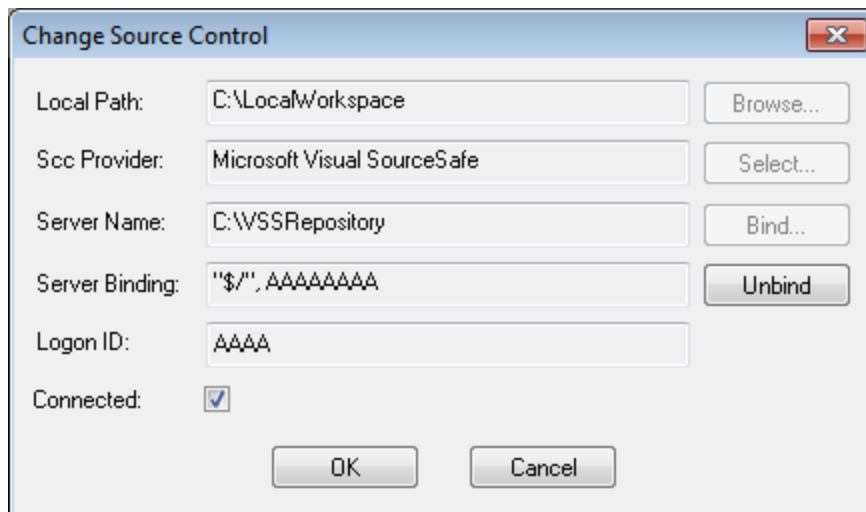 Change Source Control
Local Path: C:\LocalWorkspace Browse...
Scc Provider: Microsoft Visual SourceSafe Select...
Server Name: C:\VSSRepository Bind...
Server Binding: "$/", AAAAAAAA Unbind
Logon ID: AAAA
Connected:
OK Cancel